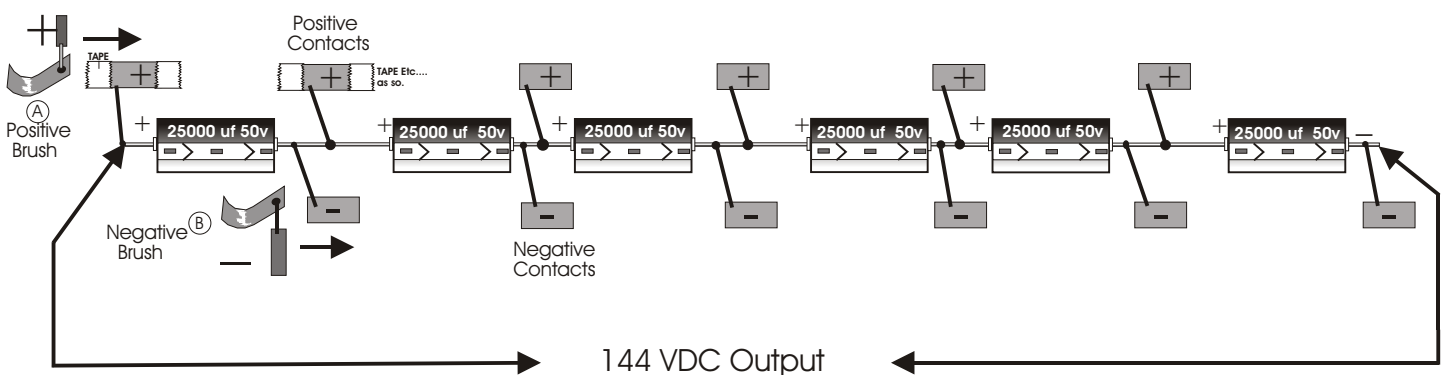 Positive
Contacts
TAPE
+
+
TAPE Etc....
as so.
+
+
+
+
+
A
Positive
Brush
+
25000 uf 50v
+
25000 uf 50v
+
25000 uf 50v
+
25000 uf 50v
+
25000 uf 50v
+
25000 uf 50v
−
Negative
Brush
B
−
-
-
-
-
-
-
Negative
Contacts
144 VDC Output